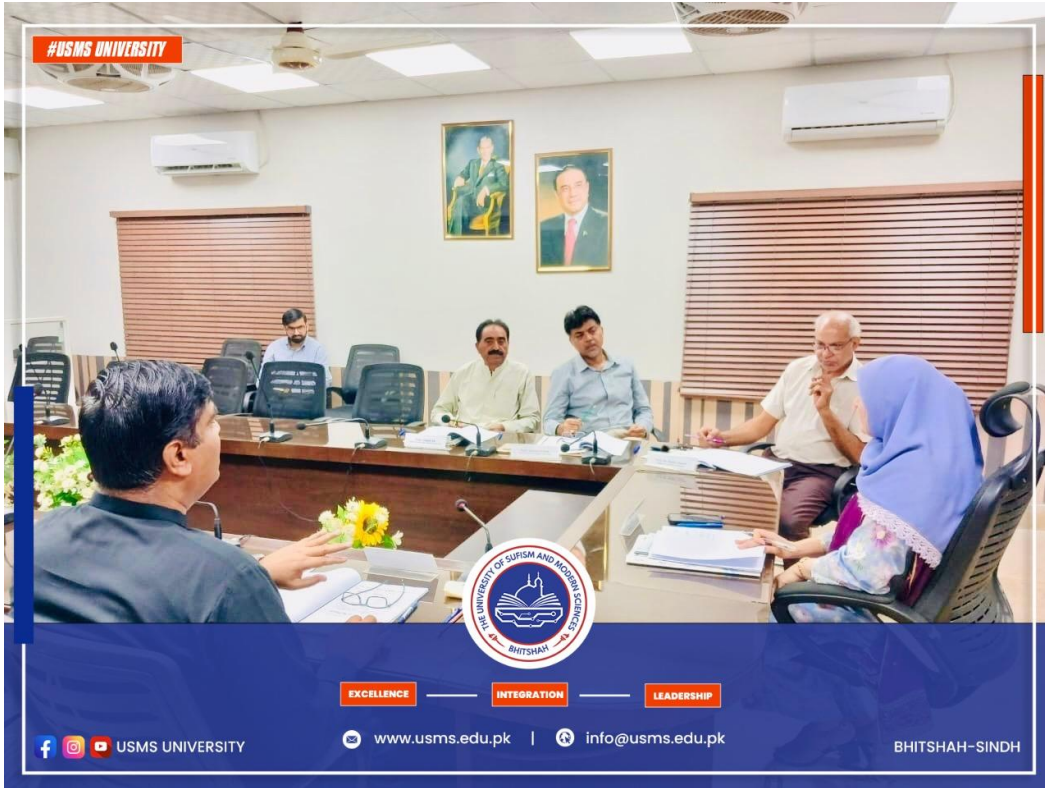 #USMS UNIVERSITY
THE UNIVERSITY OF SUFISM AND MODERN SCIENCES
BHITSHAH
EXCELLENCE
INTEGRATION
LEADERSHIP
USMS UNIVERSITY
www.usms.edu.pk | info@usms.edu.pk
BHITSHAH-SINDH